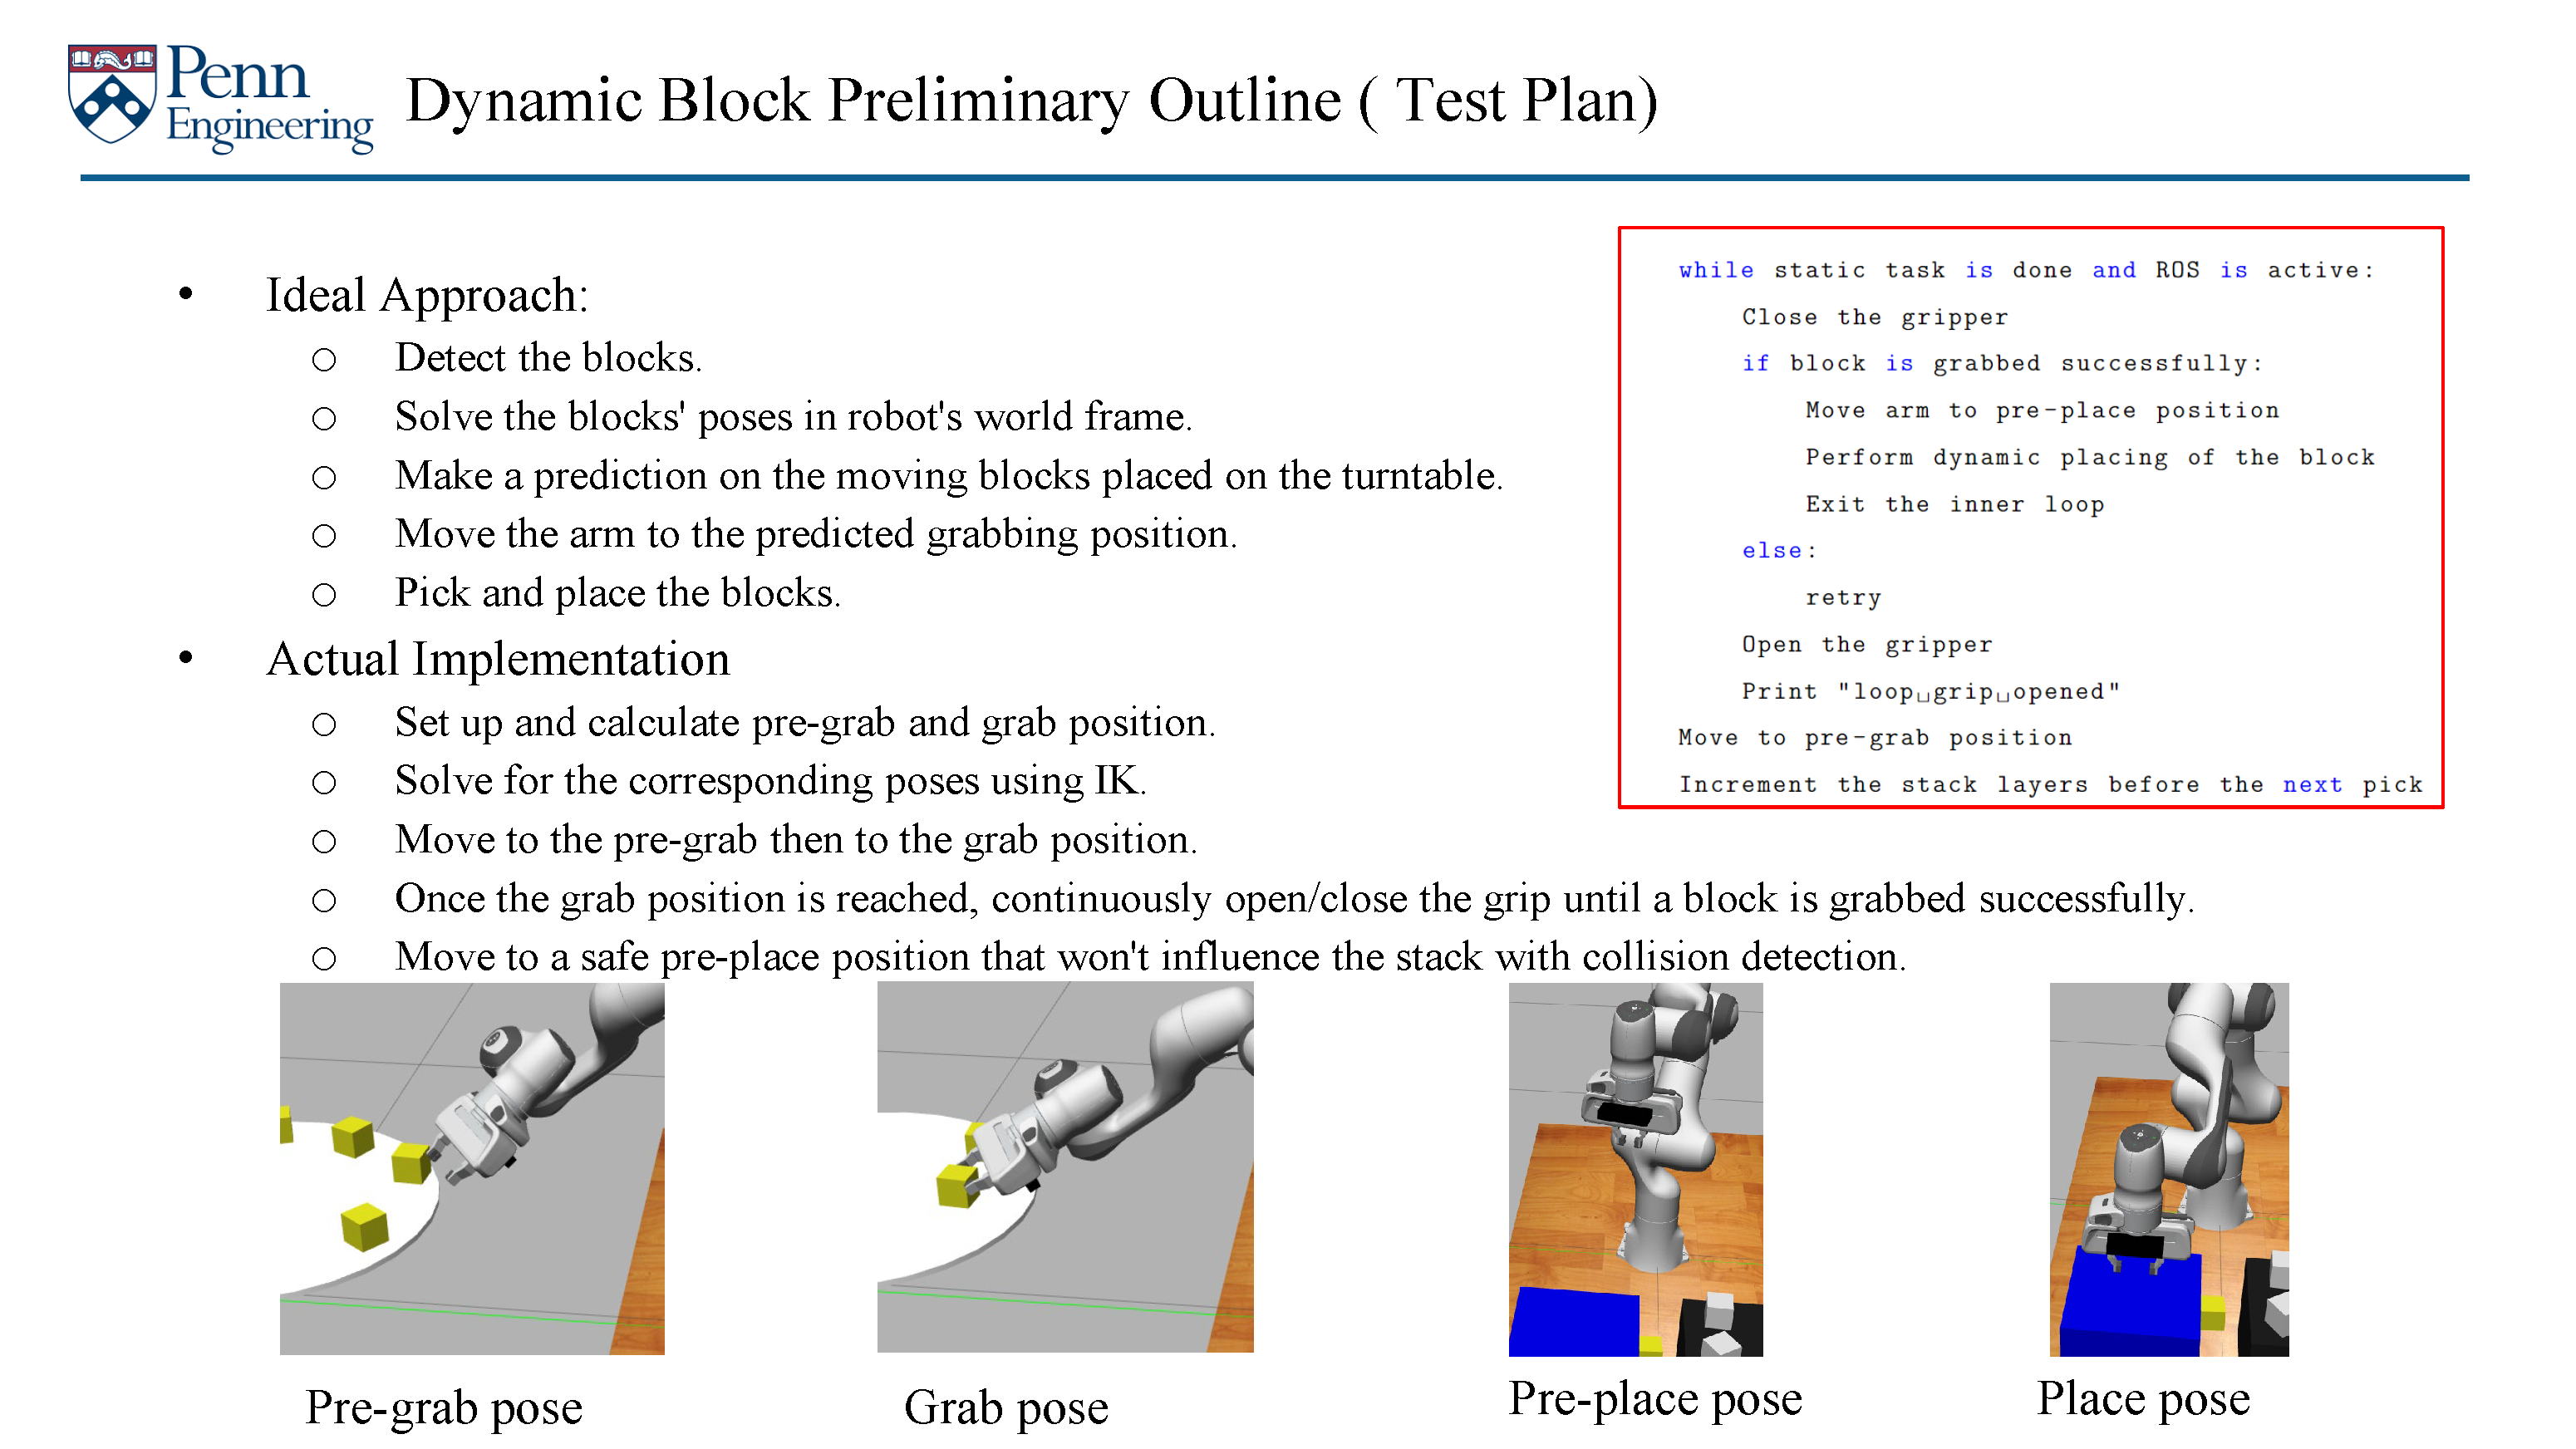 Penn
Engineering
Dynamic Block Preliminary Outline ( Test Plan)
• Ideal Approach:
o Detect the blocks.
o Solve the blocks' poses in robot's world frame.
o Make a prediction on the moving blocks placed on the turntable.
o Move the arm to the predicted grabbing position.
o Pick and place the blocks.
• Actual Implementation
o Set up and calculate pre-grab and grab position.
o Solve for the corresponding poses using IK.
o Move to the pre-grab then to the grab position.
o Once the grab position is reached, continuously open/close the grip until a block is grabbed successfully.
o Move to a safe pre-place position that won't influence the stack with collision detection.
while static task is done and ROS is active:
Close the gripper
if block is grabbed successfully:
Move arm to pre-place position
Perform dynamic placing of the block
Exit the inner loop
else:
retry
Open the gripper
Print "loop␣grip␣opened"
Move to pre-grab position
Increment the stack layers before the next pick
Pre-grab pose
Grab pose
Pre-place pose
Place pose